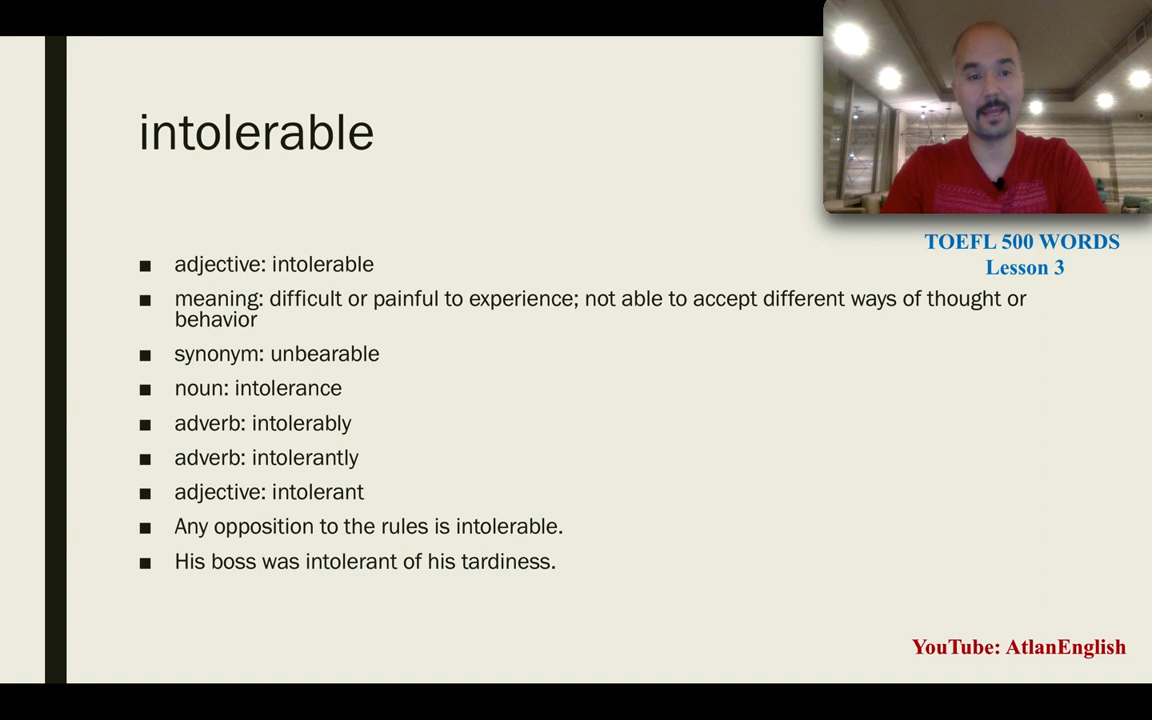 intolerable
TOEFL 500 WORDS
Lesson 3
■ adjective: intolerable
■ meaning: difficult or painful to experience; not able to accept different ways of thought or
behavior
■ synonym: unbearable
■ noun: intolerance
■ adverb: intolerably
■ adverb: intolerantly
■ adjective: intolerant
■ Any opposition to the rules is intolerable.
■ His boss was intolerant of his tardiness.
YouTube: AtlanEnglish